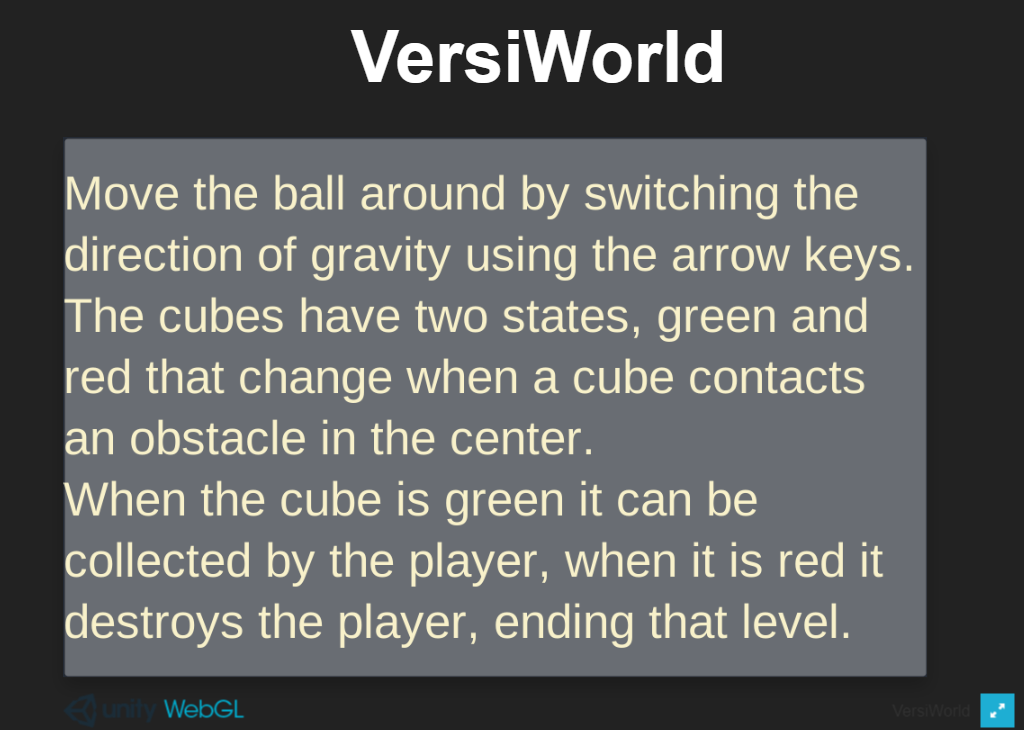 VersiWorld
Move the ball around by switching the
direction of gravity using the arrow keys.
The cubes have two states, green and
red that change when a cube contacts
an obstacle in the center.
When the cube is green it can be
collected by the player, when it is red it
destroys the player, ending that level.
unity WebGL
VersiWorld